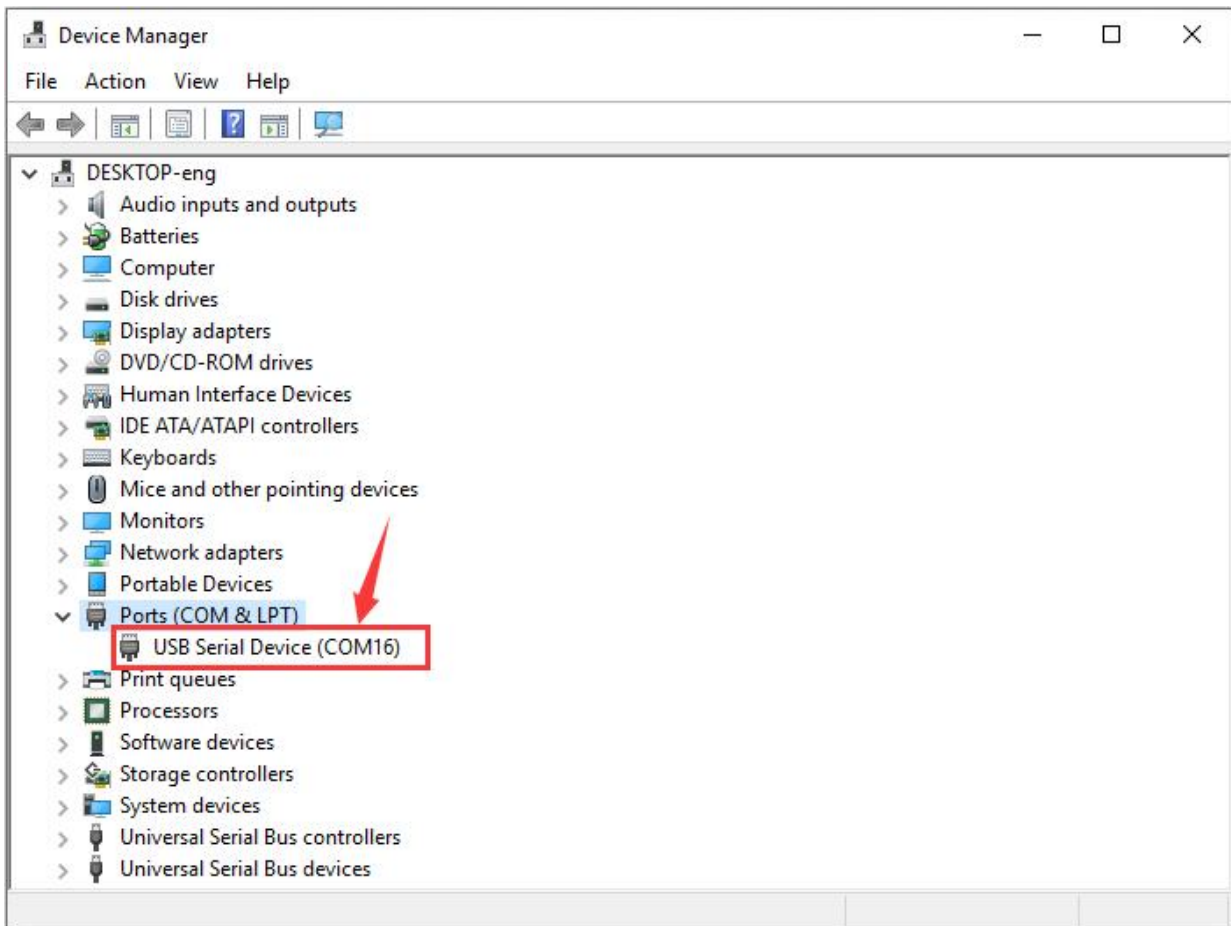 Device Manager
File Action View Help
DESKTOP-eng
Audio inputs and outputs
Batteries
Computer
Disk drives
Display adapters
DVD/CD-ROM drives
Human Interface Devices
IDE ATA/ATAPI controllers
Keyboards
Mice and other pointing devices
Monitors
Network adapters
Portable Devices
Ports (COM & LPT)
USB Serial Device (COM16)
Print queues
Processors
Software devices
Storage controllers
System devices
Universal Serial Bus controllers
Universal Serial Bus devices